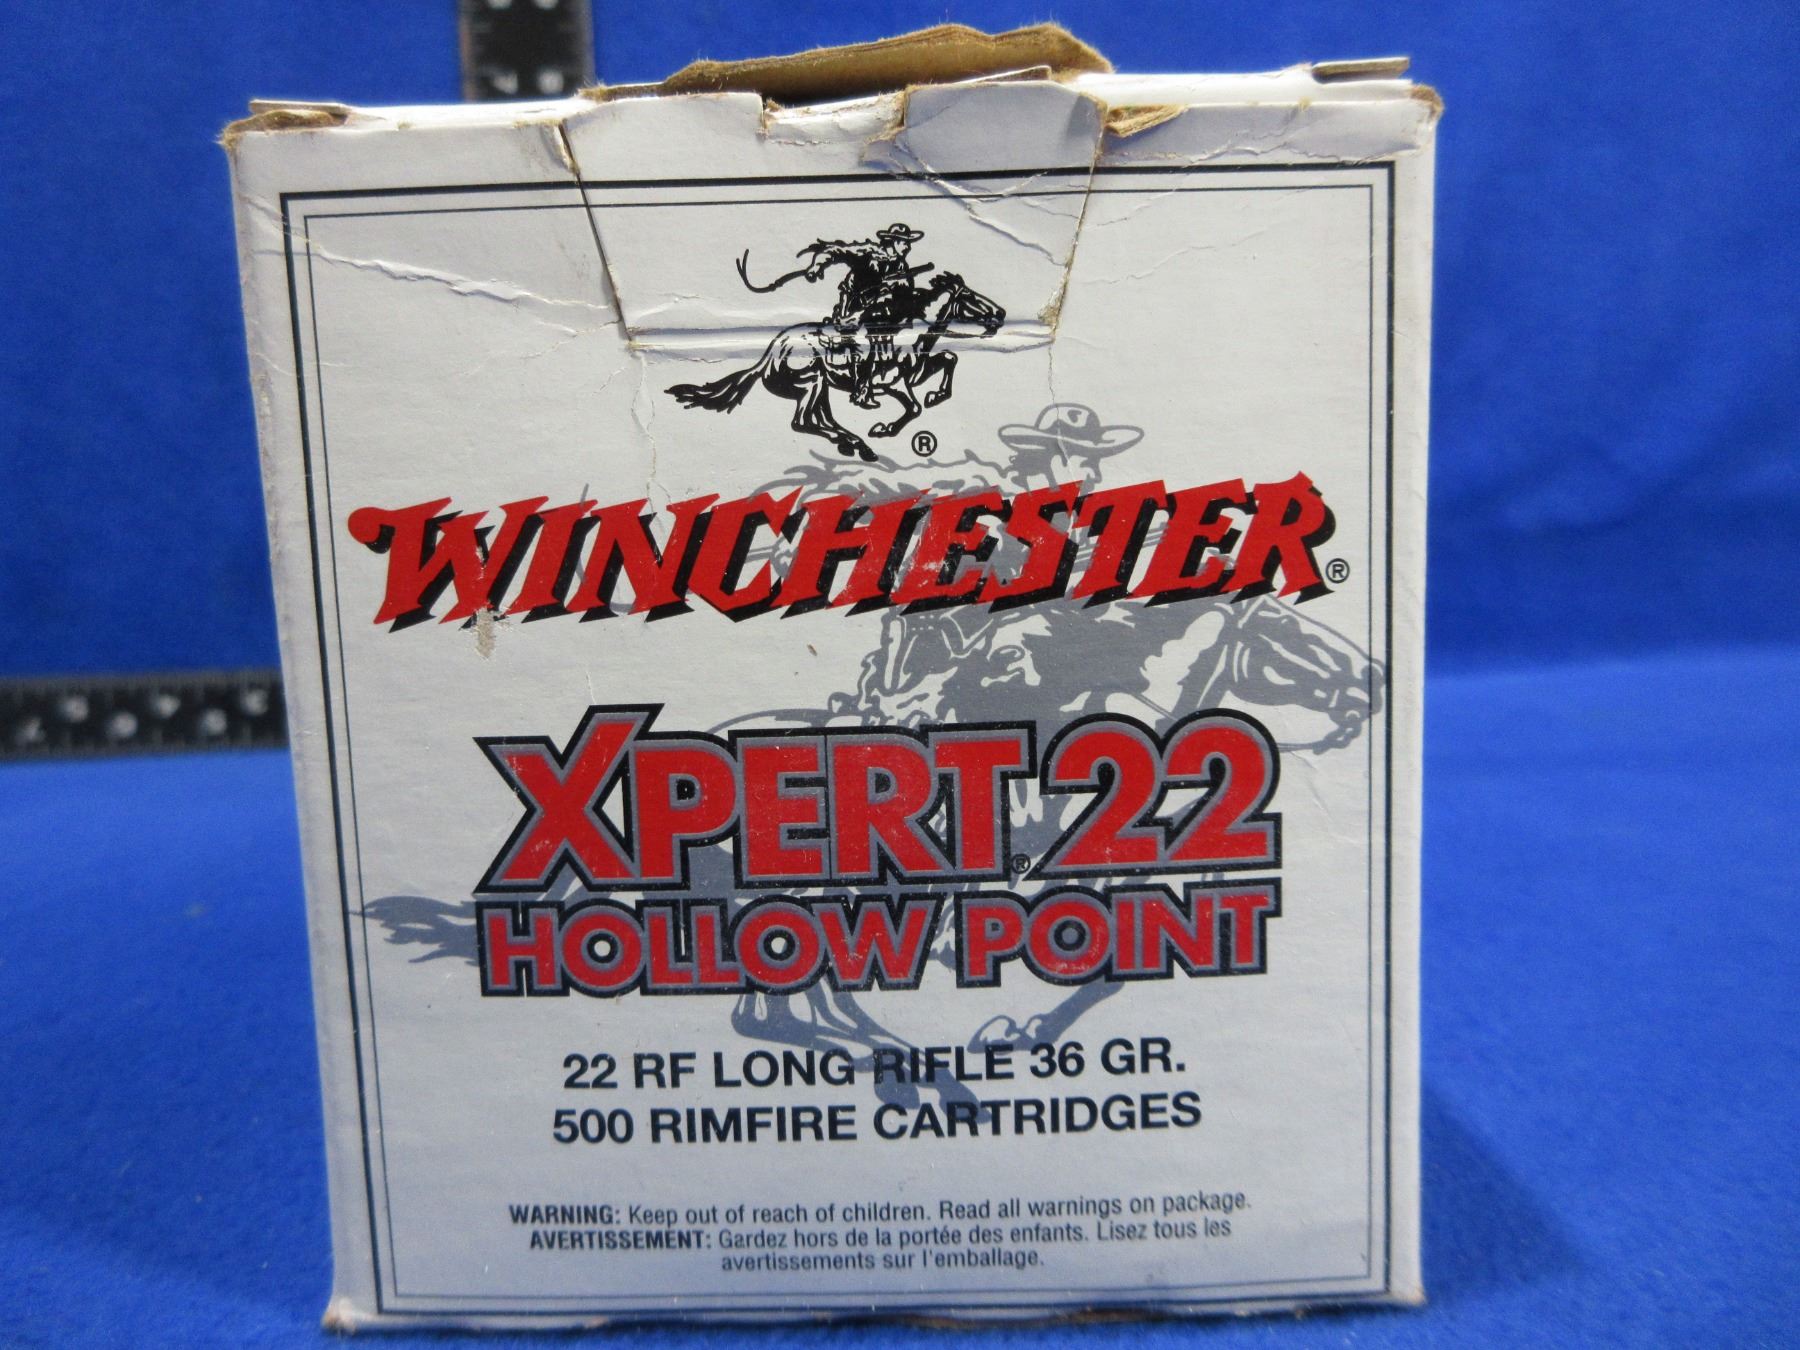 ®
WINCHESTER®
XPERT®22
HOLLOW POINT
22 RF LONG RIFLE 36 GR.
500 RIMFIRE CARTRIDGES
WARNING: Keep out of reach of children. Read all warnings on package.
AVERTISSEMENT: Gardez hors de la portée des enfants. Lisez tous les
avertissements sur l'emballage.